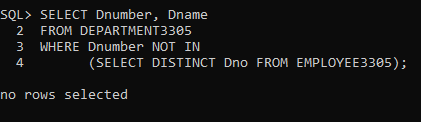 SQL> SELECT Dnumber, Dname
  2  FROM DEPARTMENT3305
  3  WHERE Dnumber NOT IN
  4         (SELECT DISTINCT Dno FROM EMPLOYEE3305);
no rows selected